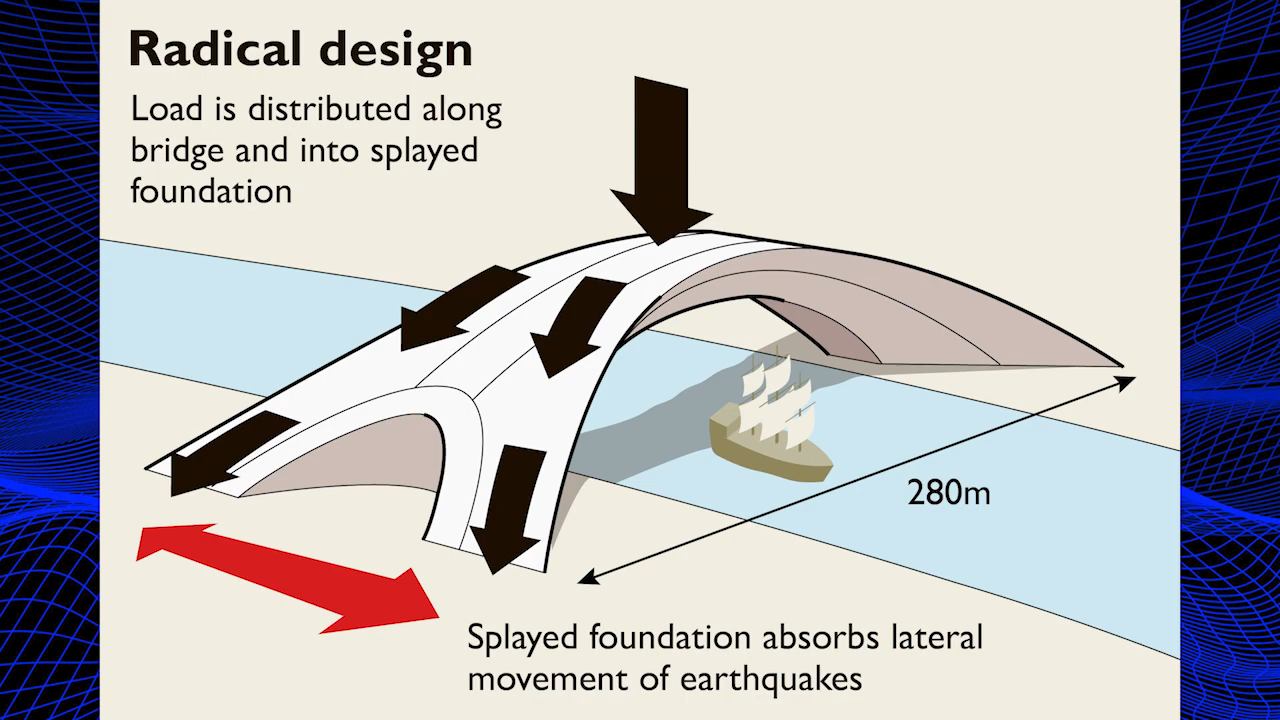 Radical design
Load is distributed along
bridge and into splayed
foundation
280m
Splayed foundation absorbs lateral
movement of earthquakes